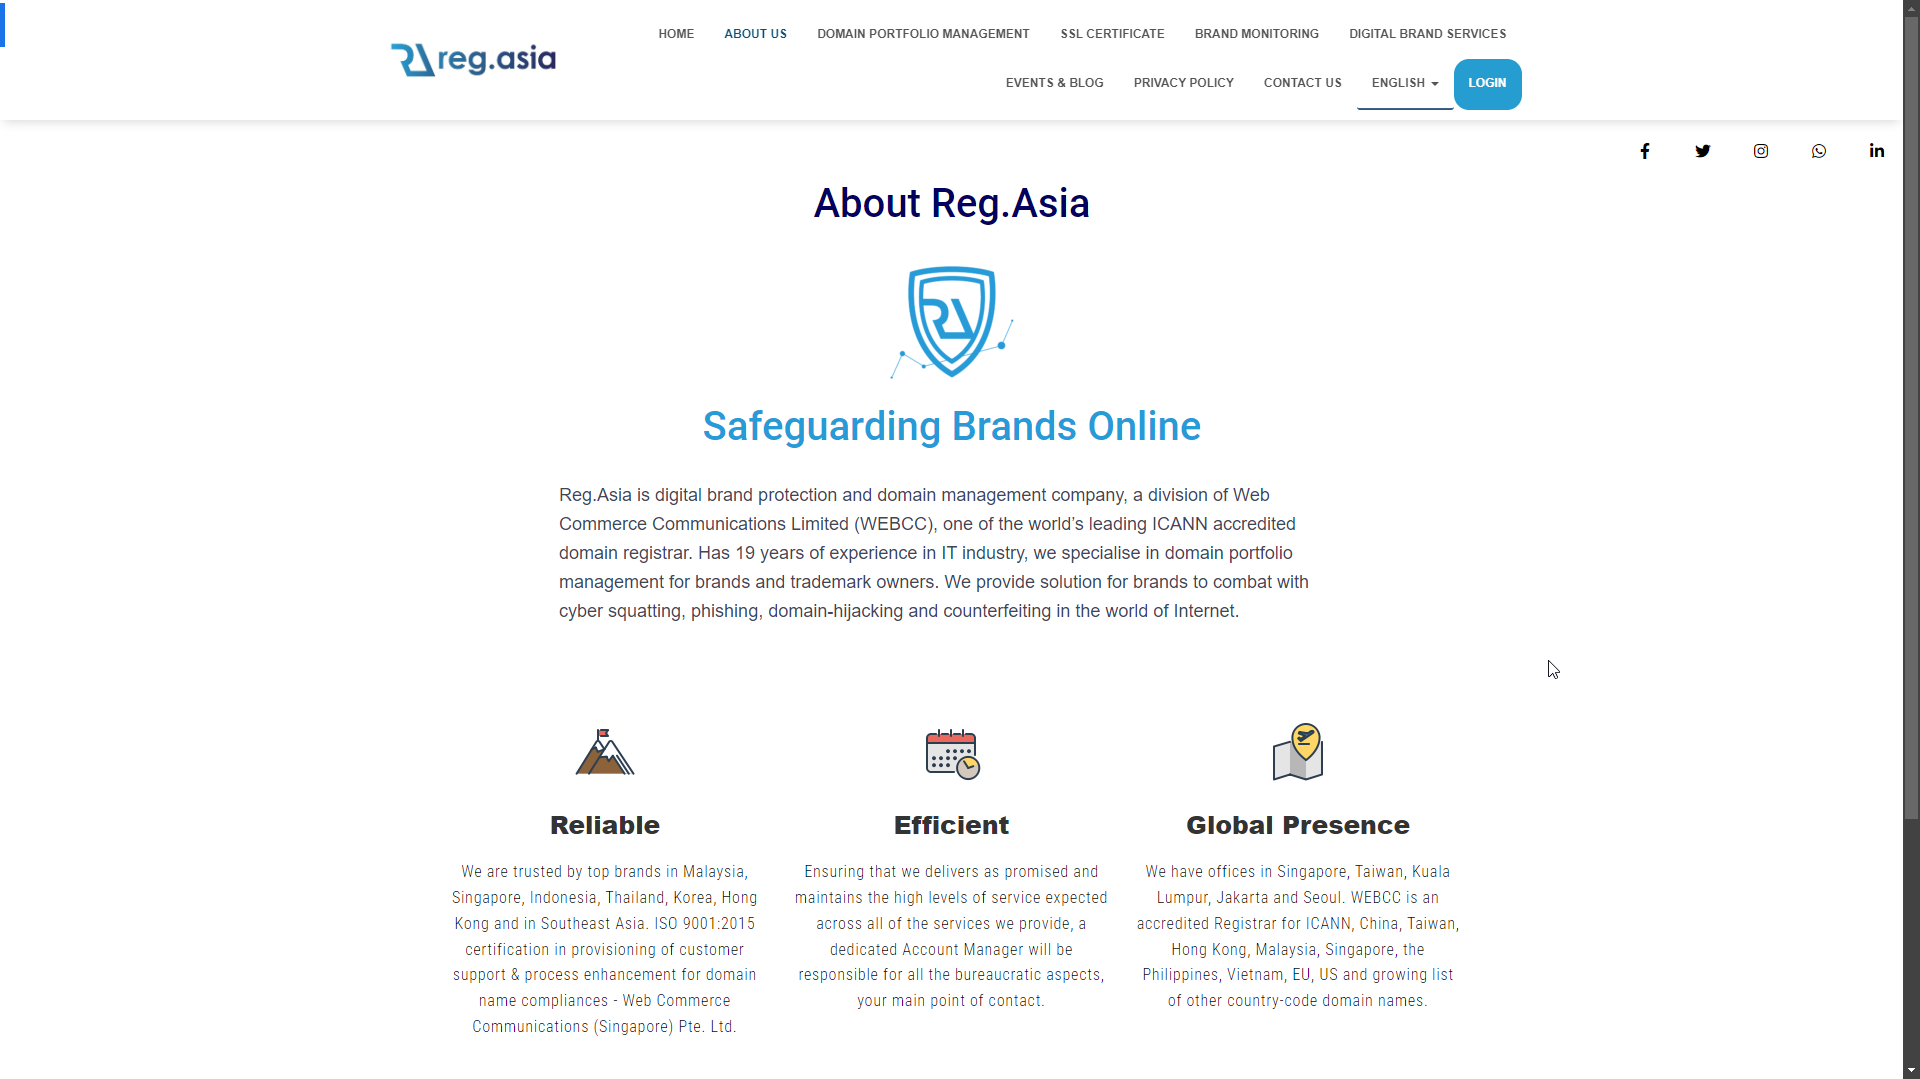 reg.asia
HOME
ABOUT US
DOMAIN PORTFOLIO MANAGEMENT
SSL CERTIFICATE
BRAND MONITORING
DIGITAL BRAND SERVICES
EVENTS & BLOG
PRIVACY POLICY
CONTACT US
ENGLISH
LOGIN
About Reg.Asia
Safeguarding Brands Online
Reg.Asia is digital brand protection and domain management company, a division of Web
Commerce Communications Limited (WEBCC), one of the world’s leading ICANN accredited
domain registrar. Has 19 years of experience in IT industry, we specialise in domain portfolio
management for brands and trademark owners. We provide solution for brands to combat with
cyber squatting, phishing, domain-hijacking and counterfeiting in the world of Internet.
Reliable
We are trusted by top brands in Malaysia,
Singapore, Indonesia, Thailand, Korea, Hong
Kong and in Southeast Asia. ISO 9001:2015
certification in provisioning of customer
support & process enhancement for domain
name compliances - Web Commerce
Communications (Singapore) Pte. Ltd.
Efficient
Ensuring that we delivers as promised and
maintains the high levels of service expected
across all of the services we provide, a
dedicated Account Manager will be
responsible for all the bureaucratic aspects,
your main point of contact.
Global Presence
We have offices in Singapore, Taiwan, Kuala
Lumpur, Jakarta and Seoul. WEBCC is an
accredited Registrar for ICANN, China, Taiwan,
Hong Kong, Malaysia, Singapore, the
Philippines, Vietnam, EU, US and growing list
of other country-code domain names.